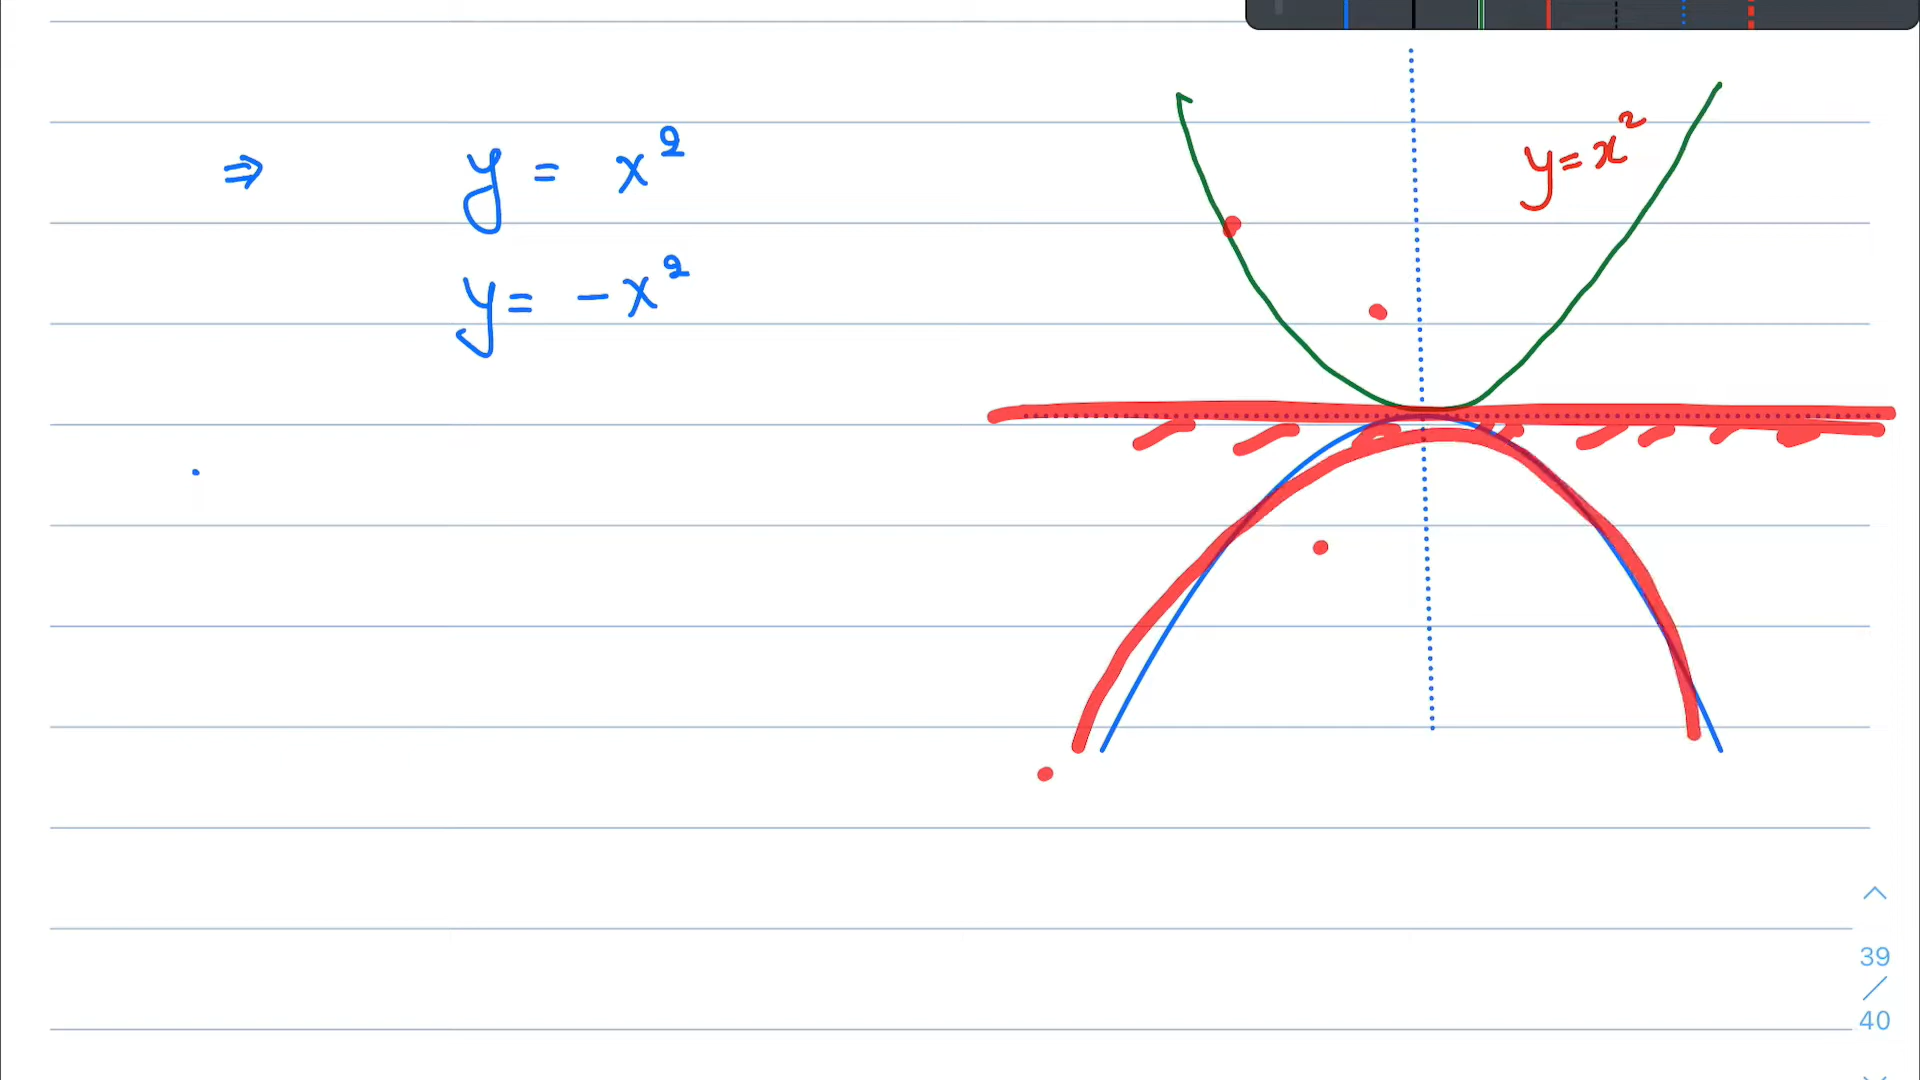 ⇒ y = x²
y = - x²
y = x²
39
/
40